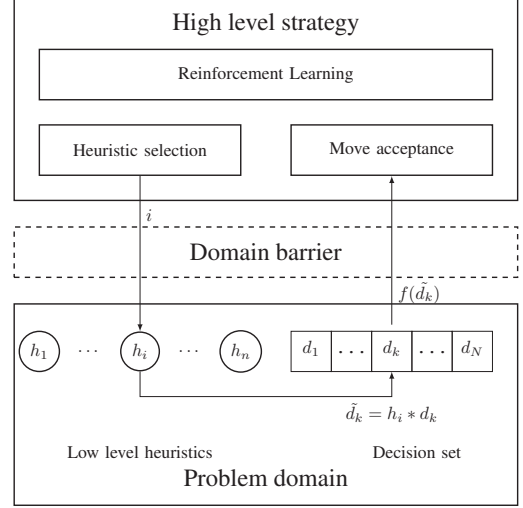 High level strategy
Reinforcement Learning
Heuristic selection
Move acceptance
i
Domain barrier
f(d̃_k)
h_1 ⋯ h_i ⋯ h_n
d_1 ... d_k ... d_N
d̃_k = h_i ∗ d_k
Low level heuristics
Decision set
Problem domain